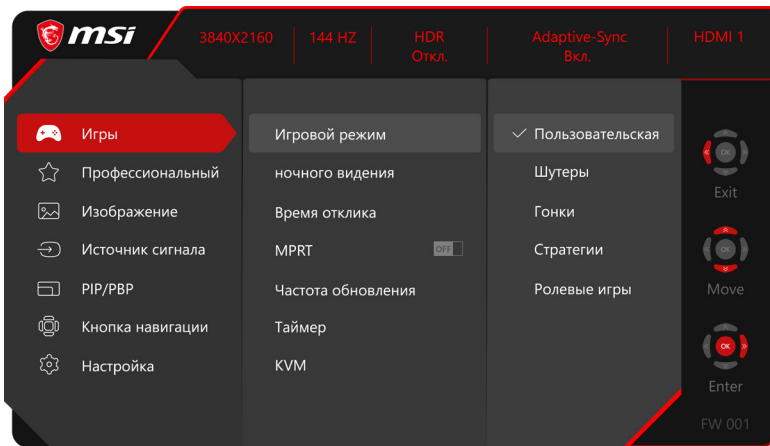 msi
3840X2160
144 HZ
HDR
Откл.
Adaptive-Sync
Вкл.
HDMI 1
Игры
Профессиональный
Изображение
Источник сигнала
PIP/PBP
Кнопка навигации
Настройка
Игровой режим
ночного видения
Время отклика
MPRT
OFF
Частота обновления
Таймер
KVM
Пользовательская
Шутеры
Гонки
Стратегии
Ролевые игры
OK
Exit
OK
Move
OK
Enter
FW 001